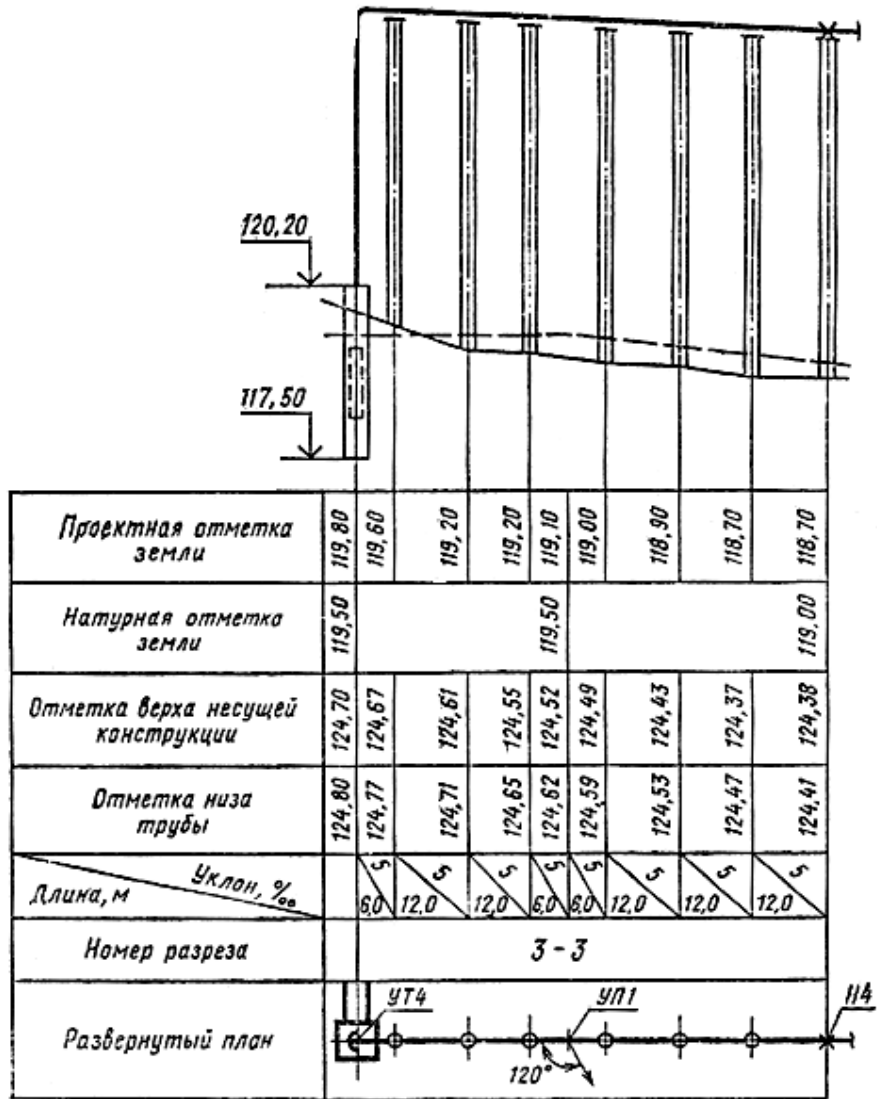 120,20
117,50
Проектная отметка
земли
119,80 119,60 119,20 119,20 119,10 119,00 118,90 118,70 118,70
Натурная отметка
земли
119,50 119,50 119,00
Отметка верха несущей
конструкции
124,70 124,67 124,61 124,55 124,52 124,49 124,43 124,37 124,38
Отметка низа
трубы
124,80 124,77 124,71 124,65 124,62 124,59 124,53 124,47 124,41
Уклон, ‰
5 5 5 5 5 5 5 5
Длина, м
6,0 12,0 12,0 6,0 6,0 12,0 12,0 12,0
Номер разреза
3-3
Развернутый план
УТ4 УП1 Н4
120°